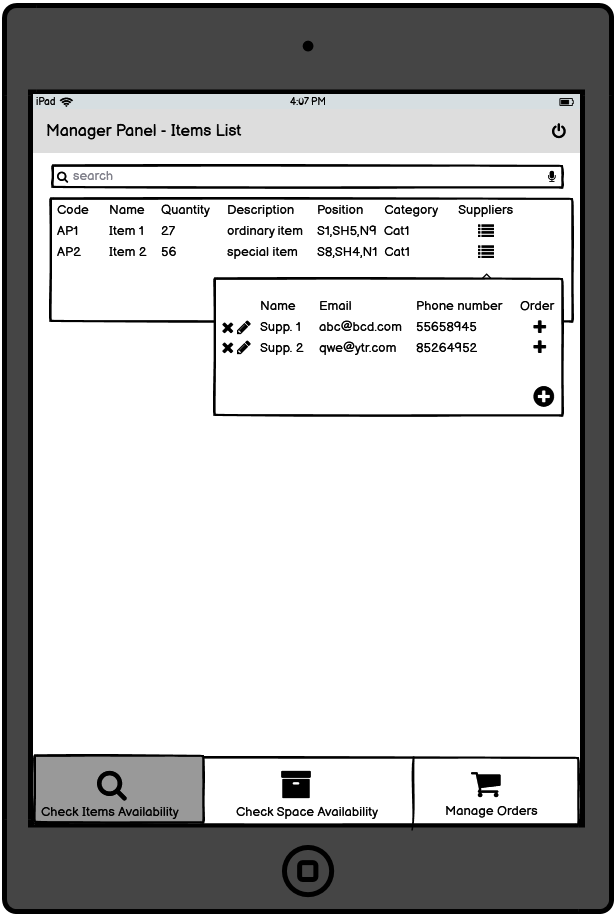 iPad 4:07 PM
Manager Panel - Items List
search
Code Name Quantity Description Position Category Suppliers
AP1 Item 1 27 ordinary item S1,SH5,N9 Cat1
AP2 Item 2 56 special item S8,SH4,N1 Cat1
Name Email Phone number Order
Supp. 1 abc@bcd.com 55658945
Supp. 2 qwe@ytr.com 85264952
Check Items Availability Check Space Availability Manage Orders